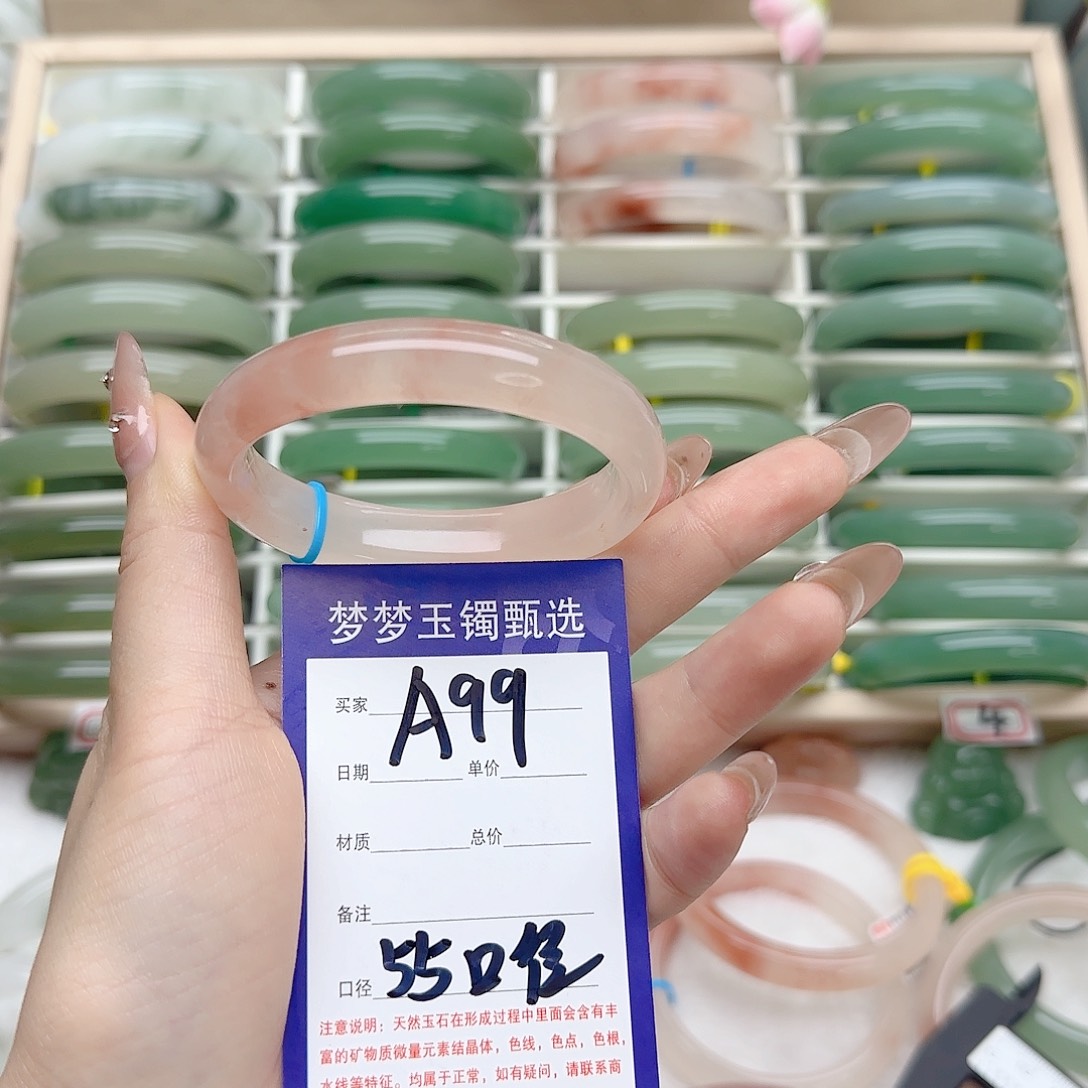 梦梦玉镯甄选
买家 A99
日期 单价
材质 总价
备注
口径 55口径
注意说明：天然玉石在形成过程中里面会含有丰
富的矿物质微量元素结晶体，色线，色点，色根，
水线等特征。均属于正常，如有疑问，请联系商
4